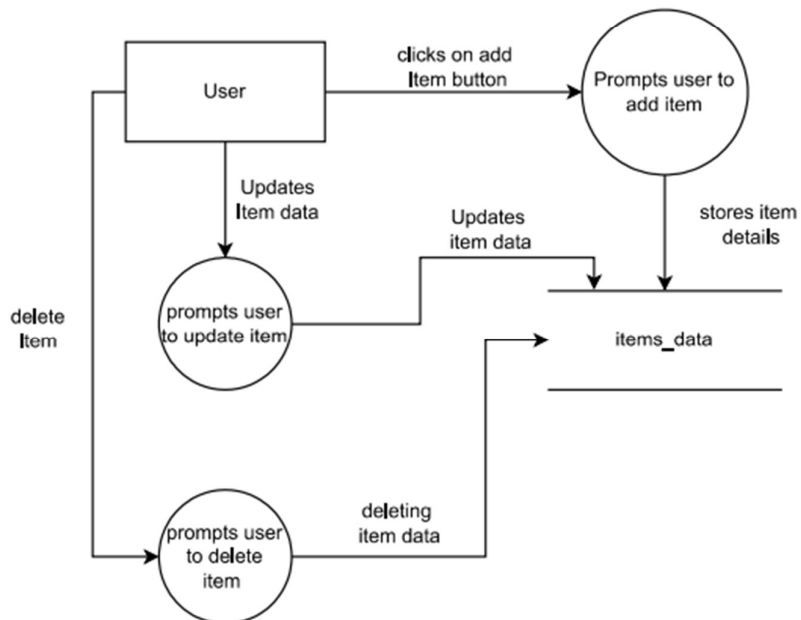 User
clicks on add
Item button
Prompts user to
add item
Updates
Item data
stores item
details
Updates
item data
prompts user
to update item
delete
Item
items_data
prompts user
to delete
item
deleting
item data